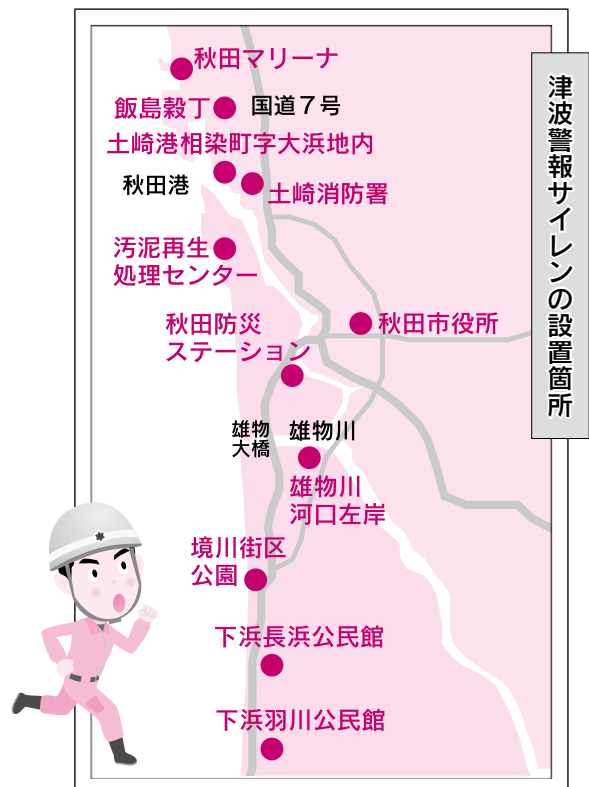 津波警報サイレンの設置箇所
秋田マリーナ
飯島穀丁
国道７号
土崎港相染町字大浜地内
秋田港
土崎消防署
汚泥再生
処理センター
秋田防災
ステーション
秋田市役所
雄物
大橋
雄物川
雄物川
河口左岸
境川街区
公園
下浜長浜公民館
下浜羽川公民館